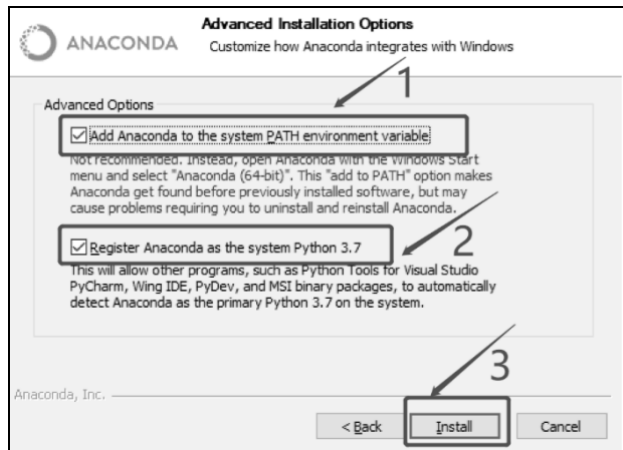 ANACONDA
Advanced Installation Options
Customize how Anaconda integrates with Windows
1
Advanced Options
Add Anaconda to the system PATH environment variable
Not recommended. Instead, open Anaconda with the Windows Start
menu and select "Anaconda (64-bit)". This "add to PATH" option makes
Anaconda get found before previously installed software, but may
cause problems requiring you to uninstall and reinstall Anaconda.
2
Register Anaconda as the system Python 3.7
This will allow other programs, such as Python Tools for Visual Studio
PyCharm, Wing IDE, PyDev, and MSI binary packages, to automatically
detect Anaconda as the primary Python 3.7 on the system.
3
Anaconda, Inc.
< Back Install Cancel